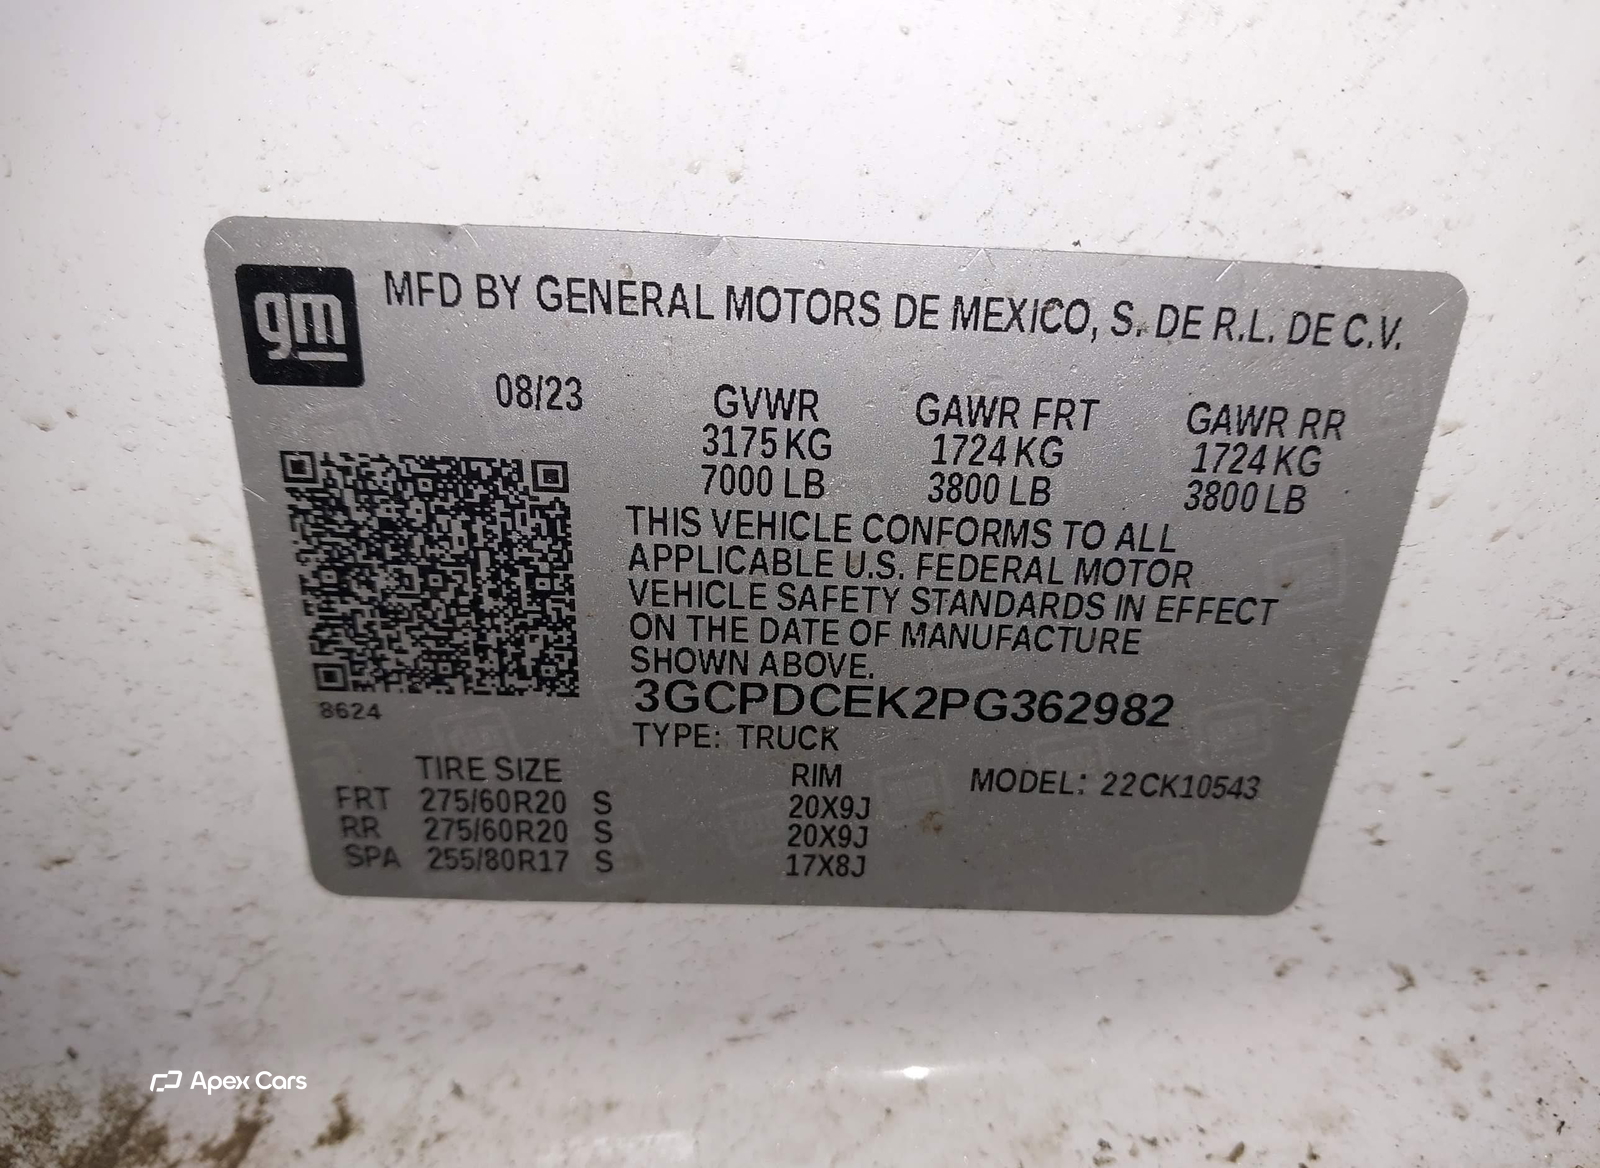 gm
MFD BY GENERAL MOTORS DE MEXICO, S. DE R.L. DE C.V.
08/23 GVWR GAWR FRT GAWR RR
3175 KG 1724 KG 1724 KG
7000 LB 3800 LB 3800 LB
THIS VEHICLE CONFORMS TO ALL
APPLICABLE U.S. FEDERAL MOTOR
VEHICLE SAFETY STANDARDS IN EFFECT
ON THE DATE OF MANUFACTURE
SHOWN ABOVE.
3GCPDCEK2PG362982
8624
TYPE: TRUCK
TIRE SIZE RIM MODEL: 22CK10543
FRT 275/60R20 S 20X9J
RR 275/60R20 S 20X9J
SPA 255/80R17 S 17X8J
Apex Cars